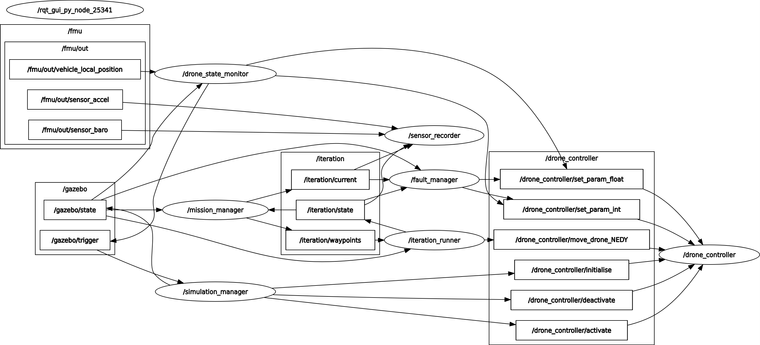 /rqt_gui_py_node_25341
/fmu
/fmu/out
/fmu/out/vehicle_local_position
/drone_state_monitor
/fmu/out/sensor_accel
/fmu/out/sensor_baro
/sensor_recorder
/iteration
/drone_controller
/iteration/current
/fault_manager
/drone_controller/set_param_float
/gazebo
/gazebo/state
/mission_manager
/iteration/state
/drone_controller/set_param_int
/gazebo/trigger
/iteration/waypoints
/iteration_runner
/drone_controller/move_drone_NEDY
/drone_controller
/drone_controller/initialise
/simulation_manager
/drone_controller/deactivate
/drone_controller/activate